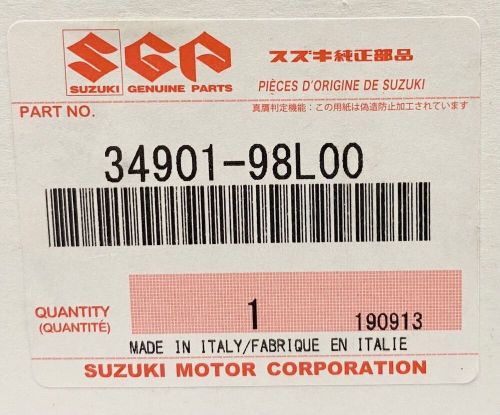 SGP
スズキ純正部品
SUZUKI GENUINE PARTS
PIÈCES D'ORIGINE DE SUZUKI
PART NO.
真贋判定機能：この用紙は偽造防止加工されています
34901-98L00
QUANTITY
(QUANTITÉ)
1
190913
MADE IN ITALY/FABRIQUE EN ITALIE
SUZUKI MOTOR CORPORATION